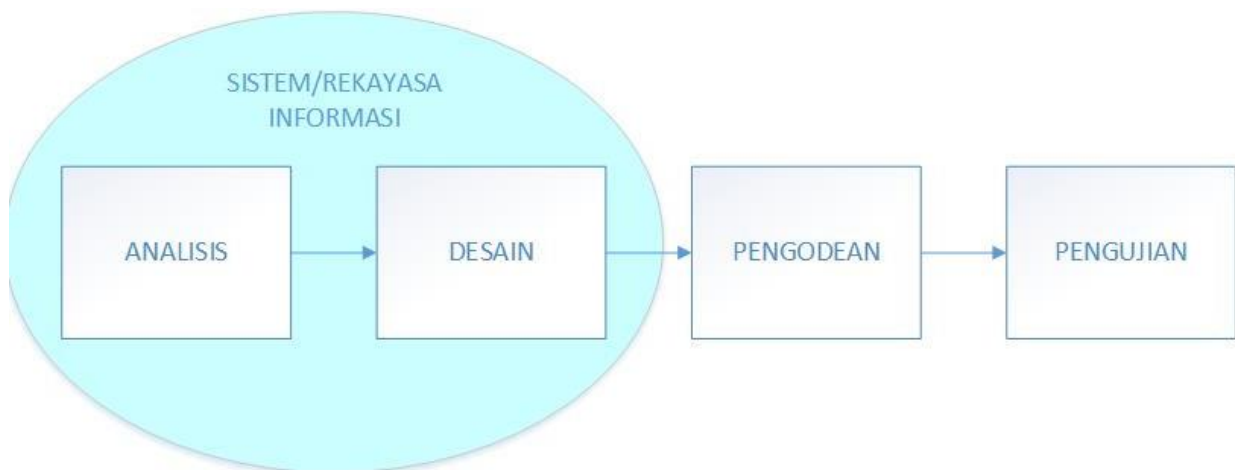 SISTEM/REKAYASA
INFORMASI
ANALISIS
DESAIN
PENGODEAN
PENGUJIAN